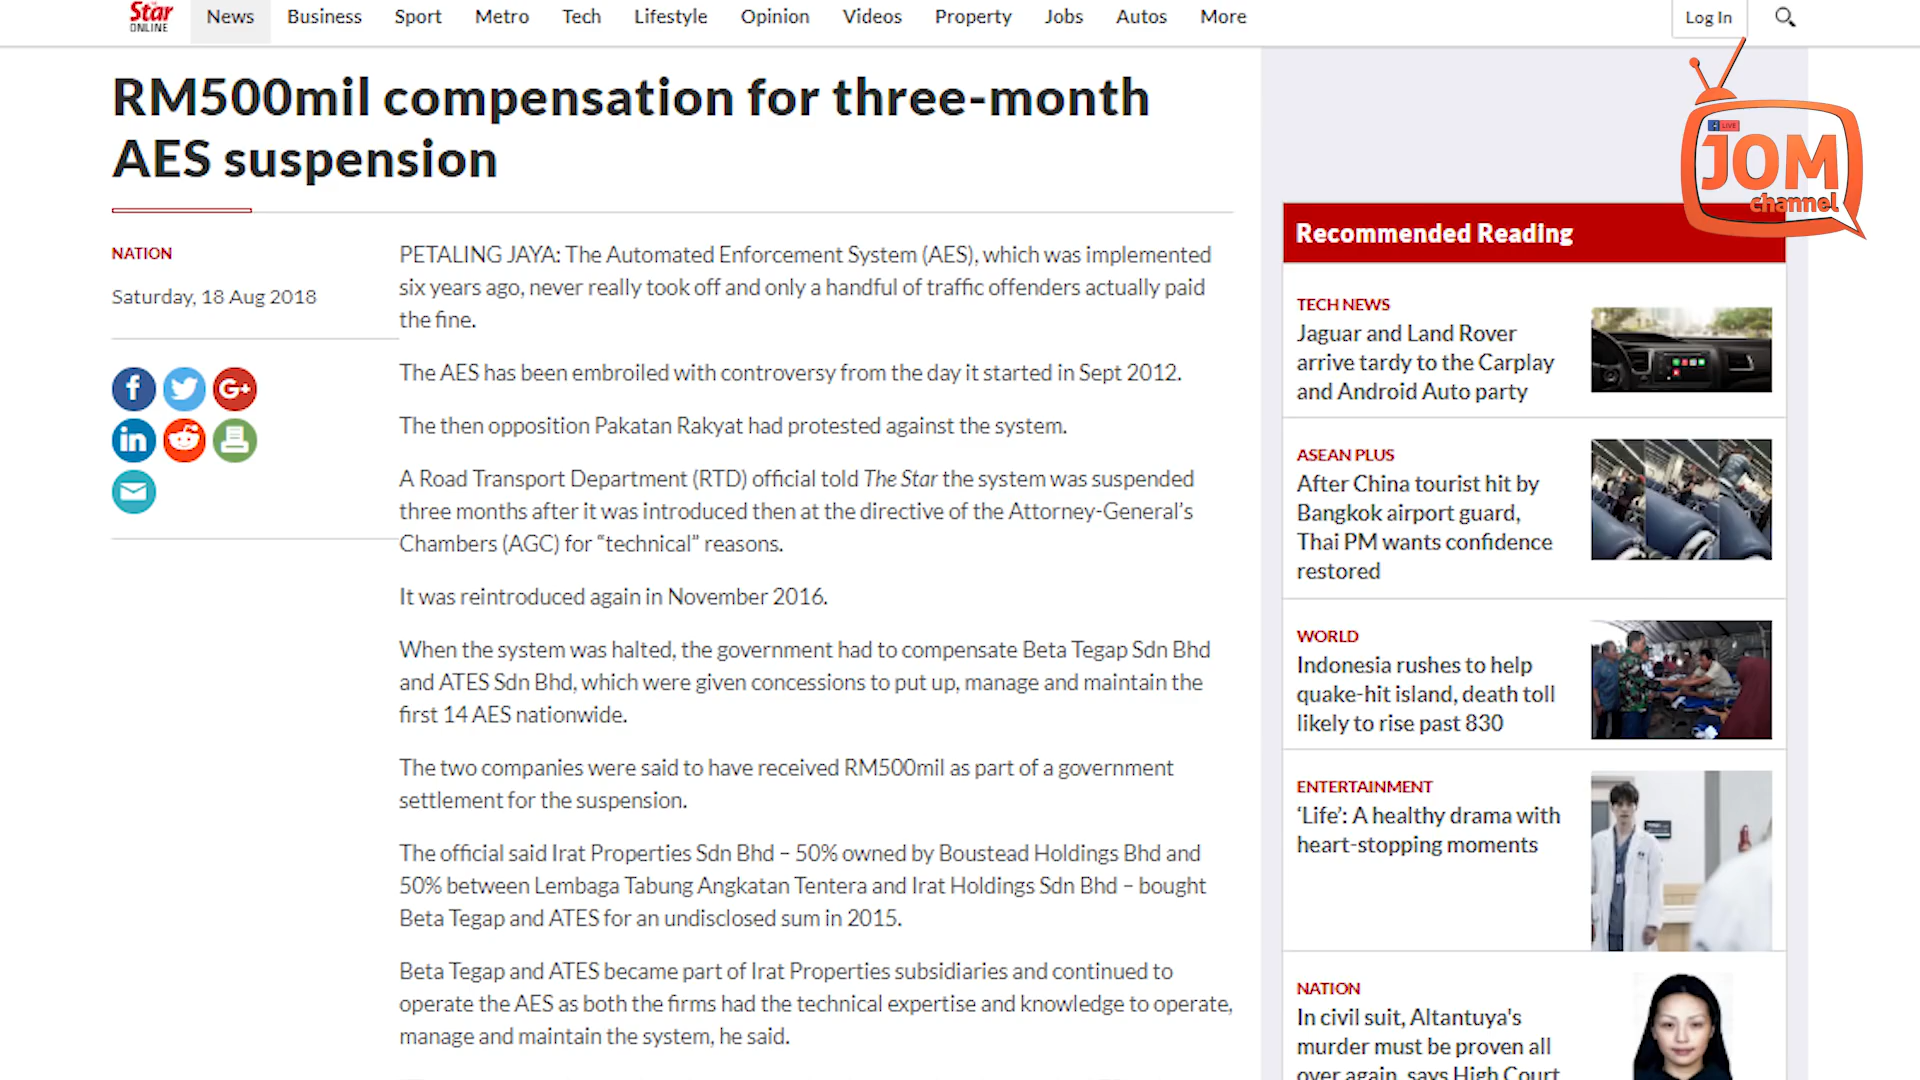 Star
ONLINE
News
Business
Sport
Metro
Tech
Lifestyle
Opinion
Videos
Property
Jobs
Autos
More
Log In
RM500mil compensation for three-month
AES suspension
NATION
Saturday, 18 Aug 2018
PETALING JAYA: The Automated Enforcement System (AES), which was implemented
six years ago, never really took off and only a handful of traffic offenders actually paid
the fine.
The AES has been embroiled with controversy from the day it started in Sept 2012.
The then opposition Pakatan Rakyat had protested against the system.
A Road Transport Department (RTD) official told The Star the system was suspended
three months after it was introduced then at the directive of the Attorney-General’s
Chambers (AGC) for “technical” reasons.
It was reintroduced again in November 2016.
When the system was halted, the government had to compensate Beta Tegap Sdn Bhd
and ATES Sdn Bhd, which were given concessions to put up, manage and maintain the
first 14 AES nationwide.
The two companies were said to have received RM500mil as part of a government
settlement for the suspension.
The official said Irat Properties Sdn Bhd – 50% owned by Boustead Holdings Bhd and
50% between Lembaga Tabung Angkatan Tentera and Irat Holdings Sdn Bhd – bought
Beta Tegap and ATES for an undisclosed sum in 2015.
Beta Tegap and ATES became part of Irat Properties subsidiaries and continued to
operate the AES as both the firms had the technical expertise and knowledge to operate,
manage and maintain the system, he said.
LIVE
JOM
channel
Recommended Reading
TECH NEWS
Jaguar and Land Rover
arrive tardy to the Carplay
and Android Auto party
ASEAN PLUS
After China tourist hit by
Bangkok airport guard,
Thai PM wants confidence
restored
WORLD
Indonesia rushes to help
quake-hit island, death toll
likely to rise past 830
ENTERTAINMENT
‘Life’: A healthy drama with
heart-stopping moments
NATION
In civil suit, Altantuya's
murder must be proven all
over again, says High Court